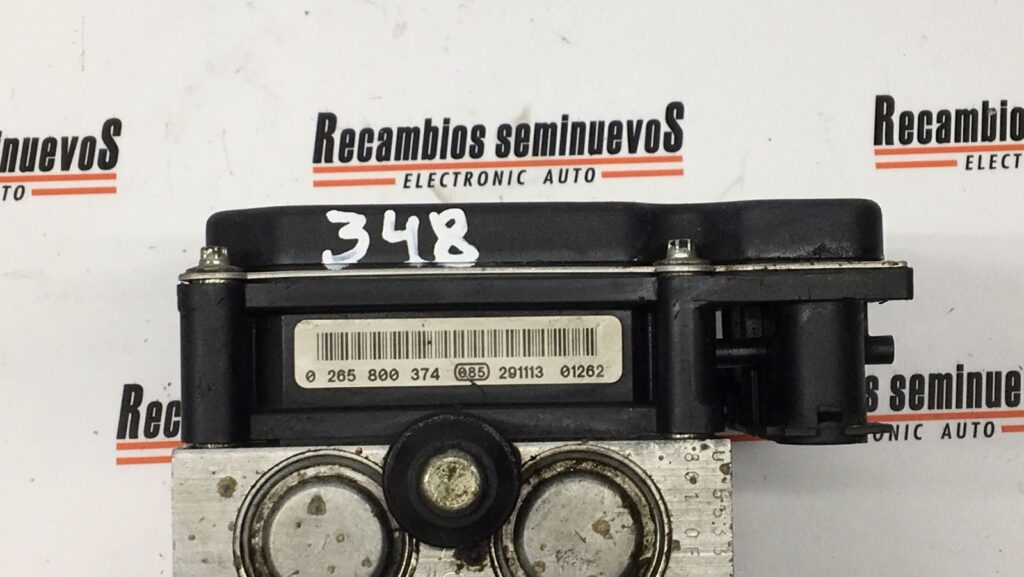 nuevoS
TO
Recambios seminuevoS
ELECTRONIC AUTO
Recambio
ELECT
348
0 265 800 374 085 291113 01262
Rec
s seminue
ONIC AUTO